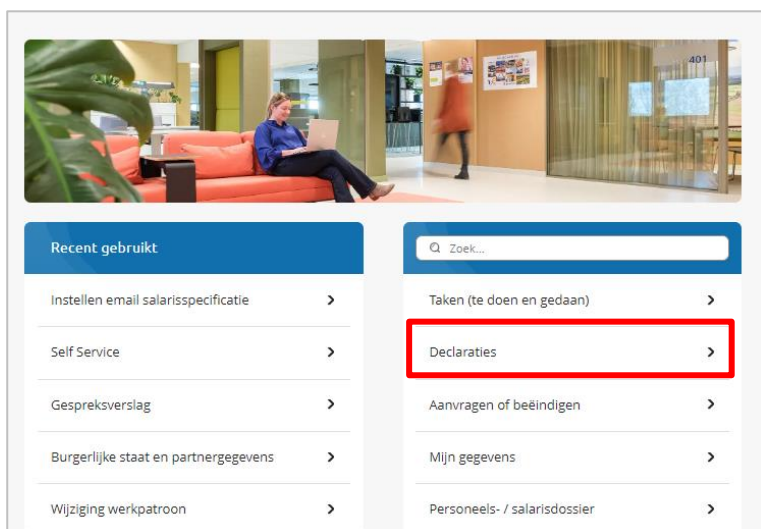 401
Recent gebruikt
Instellen email salarisspecificatie
Self Service
Gespreksverslag
Burgerlijke staat en partnergegevens
Wijziging werkpatroon
Zoek...
Taken (te doen en gedaan)
Declaraties
Aanvragen of beëindigen
Mijn gegevens
Personeels- / salarisdossier